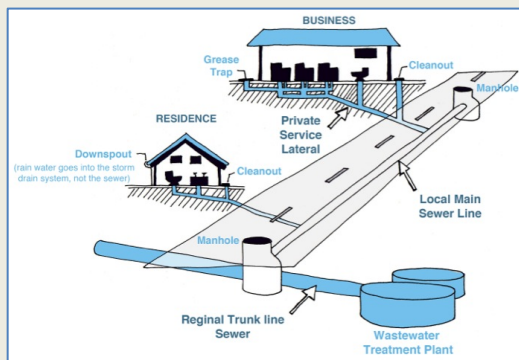 BUSINESS
Grease
Trap
Cleanout
Manhole
Private
Service
Lateral
RESIDENCE
Downspout
(rain water goes into the storm
drain system, not the sewer)
Cleanout
Local Main
Sewer Line
Manhole
Reginal Trunk line
Sewer
Wastewater
Treatment Plant